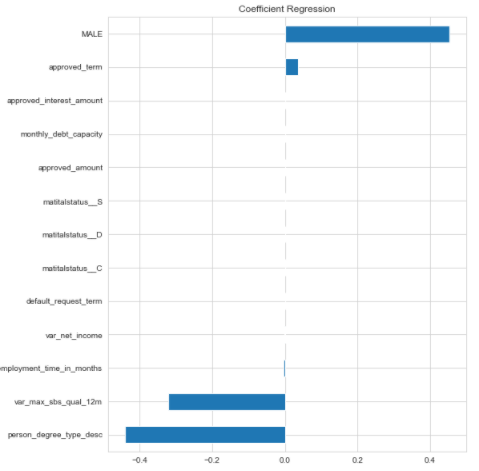 Coefficient Regression
MALE
approved_term
approved_interest_amount
monthly_debt_capacity
approved_amount
matitalstatus__S
matitalstatus__D
matitalstatus__C
default_request_term
var_net_income
mployment_time_in_months
var_max_sbs_qual_12m
person_degree_type_desc
−0.4 −0.2 0.0 0.2 0.4